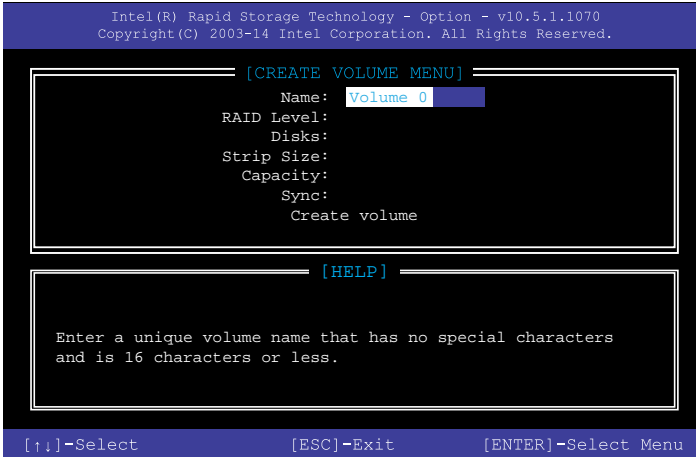 Intel(R) Rapid Storage Technology - Option - v10.5.1.1070
Copyright(C) 2003-14 Intel Corporation. All Rights Reserved.
[CREATE VOLUME MENU]
Name: Volume 0
RAID Level:
Disks:
Strip Size:
Capacity:
Sync:
Create volume
[HELP]
Enter a unique volume name that has no special characters
and is 16 characters or less.
[↑↓]-Select [ESC]-Exit [ENTER]-Select Menu